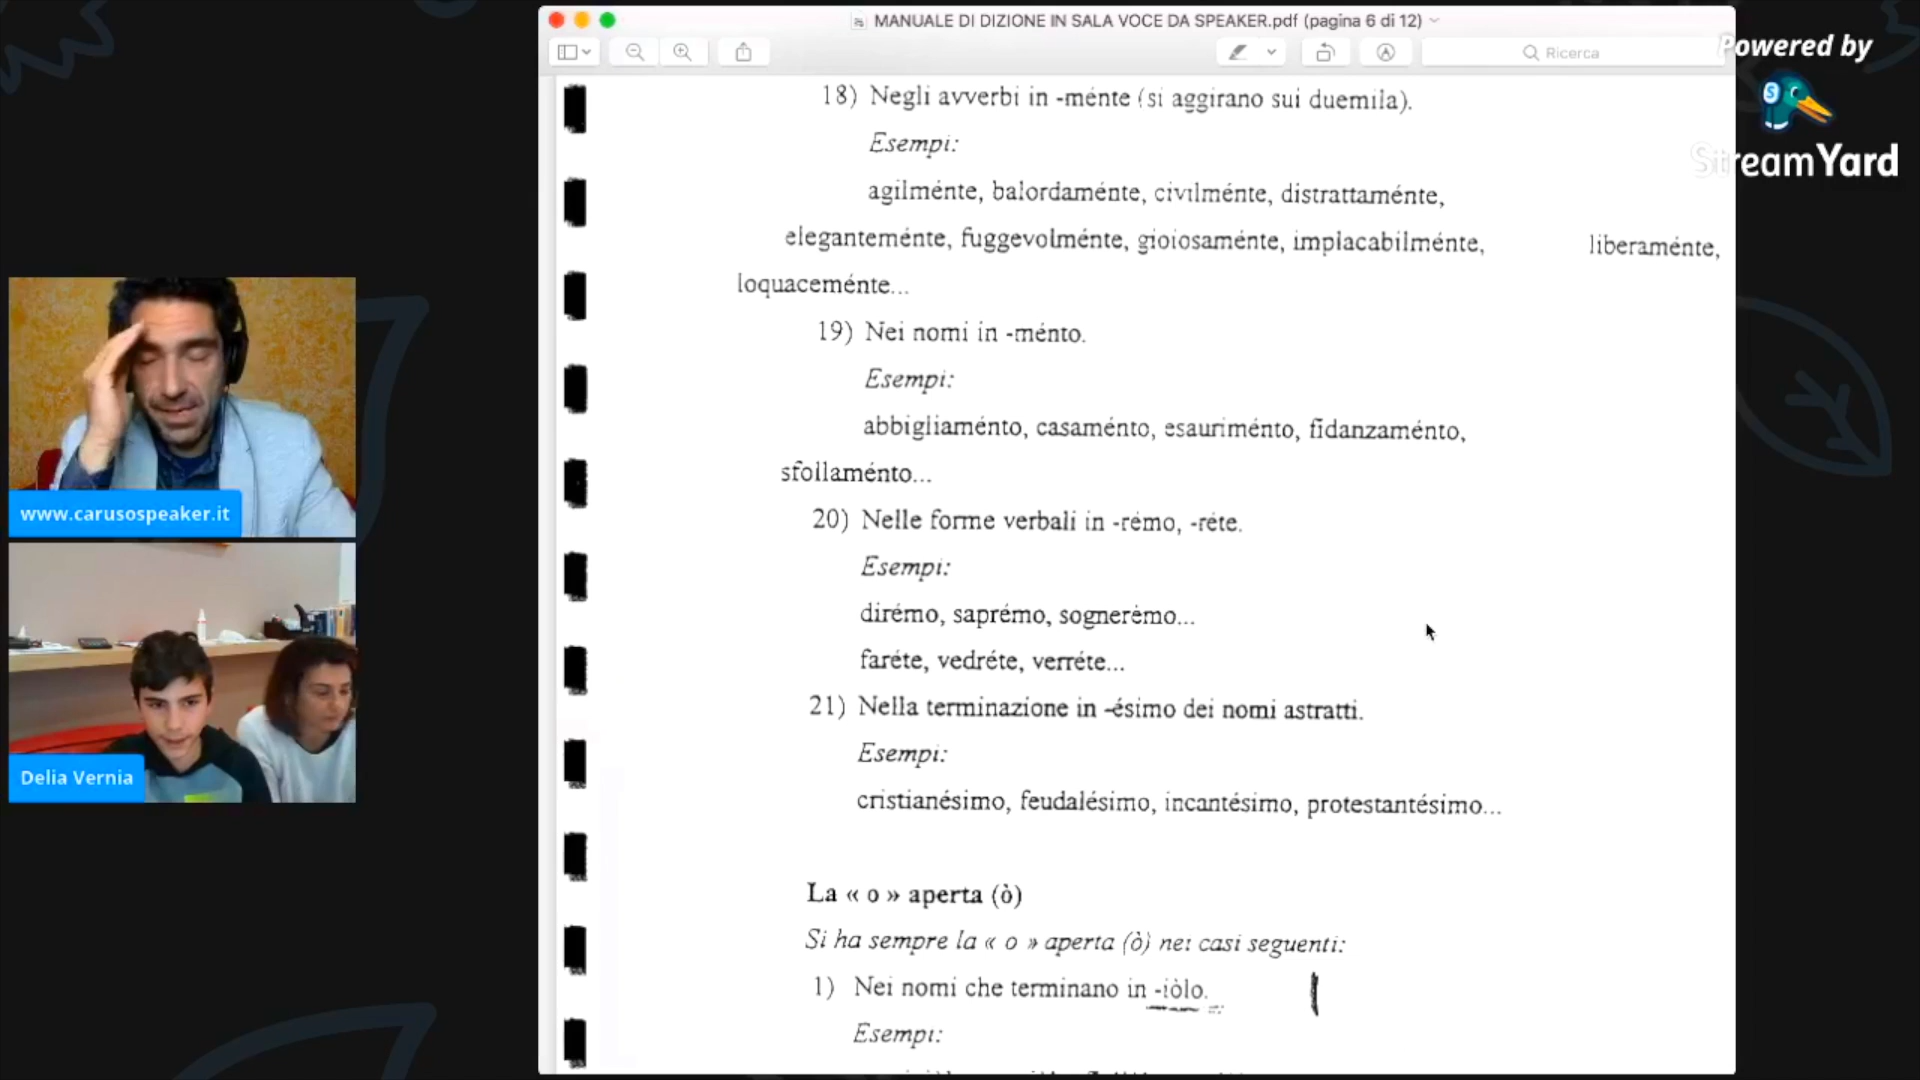 MANUALE DI DIZIONE IN SALA VOCE DA SPEAKER.pdf (pagina 6 di 12)
Ricerca
Powered by
StreamYard
18) Negli avverbi in -ménte (si aggirano sui duemila).
Esempi:
agilménte, balordaménte, civilménte, distrattaménte,
eleganteménte, fuggevolménte, gioiosaménte, implacabilménte, liberaménte,
loquaceménte...
19) Nei nomi in -ménto.
Esempi:
abbigliaménto, casaménto, esauriménto, fidanzaménto,
sfollaménto...
20) Nelle forme verbali in -rémo, -réte.
Esempi:
dirémo, saprémo, sognerémo...
faréte, vedréte, verréte...
21) Nella terminazione in -ésimo dei nomi astratti.
Esempi:
cristianésimo, feudalésimo, incantésimo, protestantésimo...
La « o » aperta (ò)
Si ha sempre la « o » aperta (ò) nei casi seguenti:
1) Nei nomi che terminano in -iòlo.
Esempi:
www.carusospeaker.it
Delia Vernia